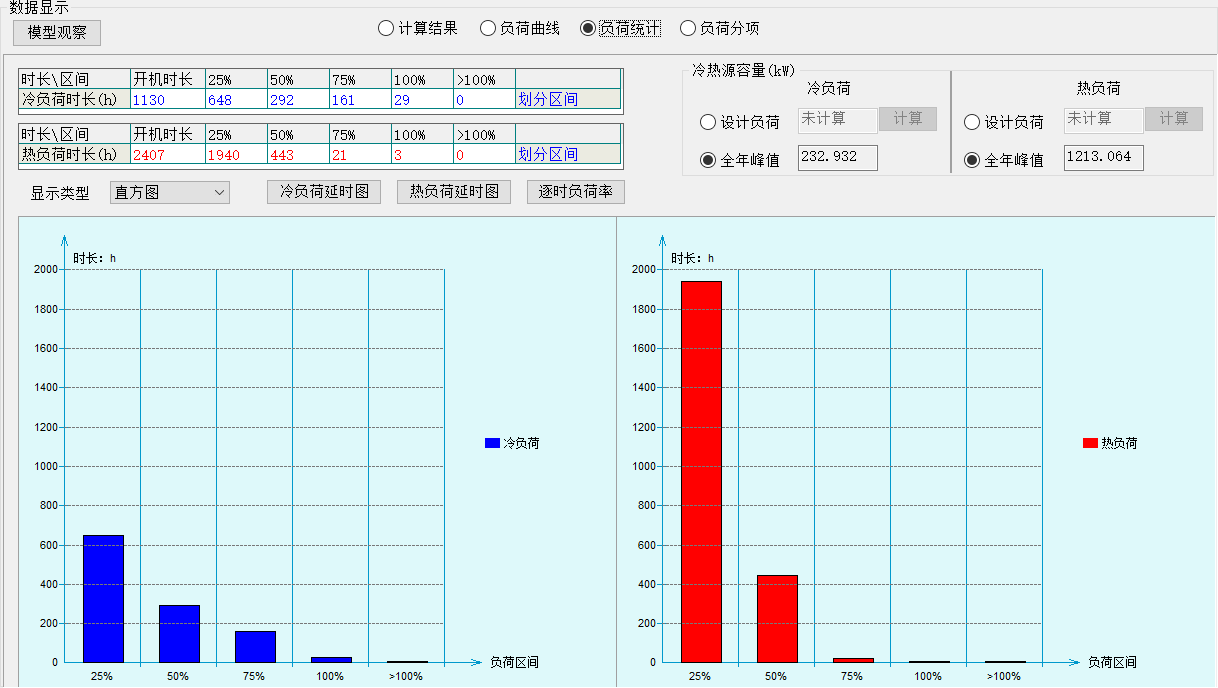 数据显示
模型观察
计算结果 负荷曲线 负荷统计 负荷分项
时长\区间 开机时长 25% 50% 75% 100% >100%
冷负荷时长(h) 1130 648 292 161 29 0 划分区间
时长\区间 开机时长 25% 50% 75% 100% >100%
热负荷时长(h) 2407 1940 443 21 3 0 划分区间
冷热源容量(kW)
冷负荷 热负荷
设计负荷 未计算 计算 设计负荷 未计算 计算
全年峰值 232.932 全年峰值 1213.064
显示类型 直方图 冷负荷延时图 热负荷延时图 逐时负荷率
时长: h
2000
1800
1600
1400
1200
1000
800
600
400
200
0
25% 50% 75% 100% >100%
负荷区间
冷负荷
时长: h
2000
1800
1600
1400
1200
1000
800
600
400
200
0
25% 50% 75% 100% >100%
负荷区间
热负荷